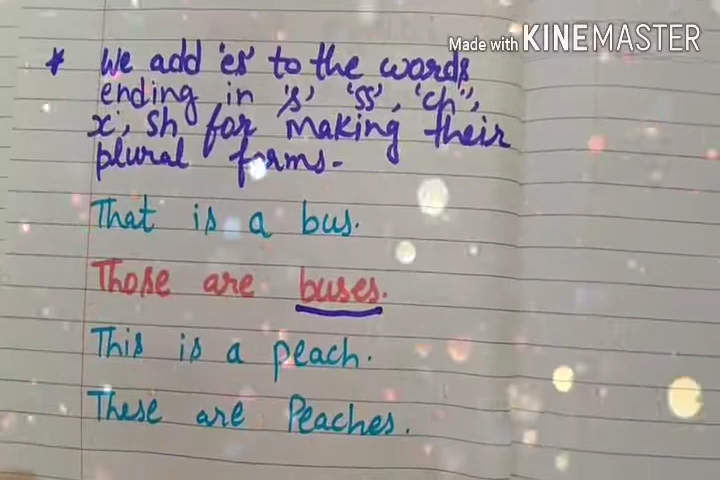 Made with KINEMASTER
* We add 'es' to the words
ending in 's', 'ss', 'ch',
x', sh for making their
plural forms-
That is a bus.
Those are buses.
This is a peach.
These are Peaches.